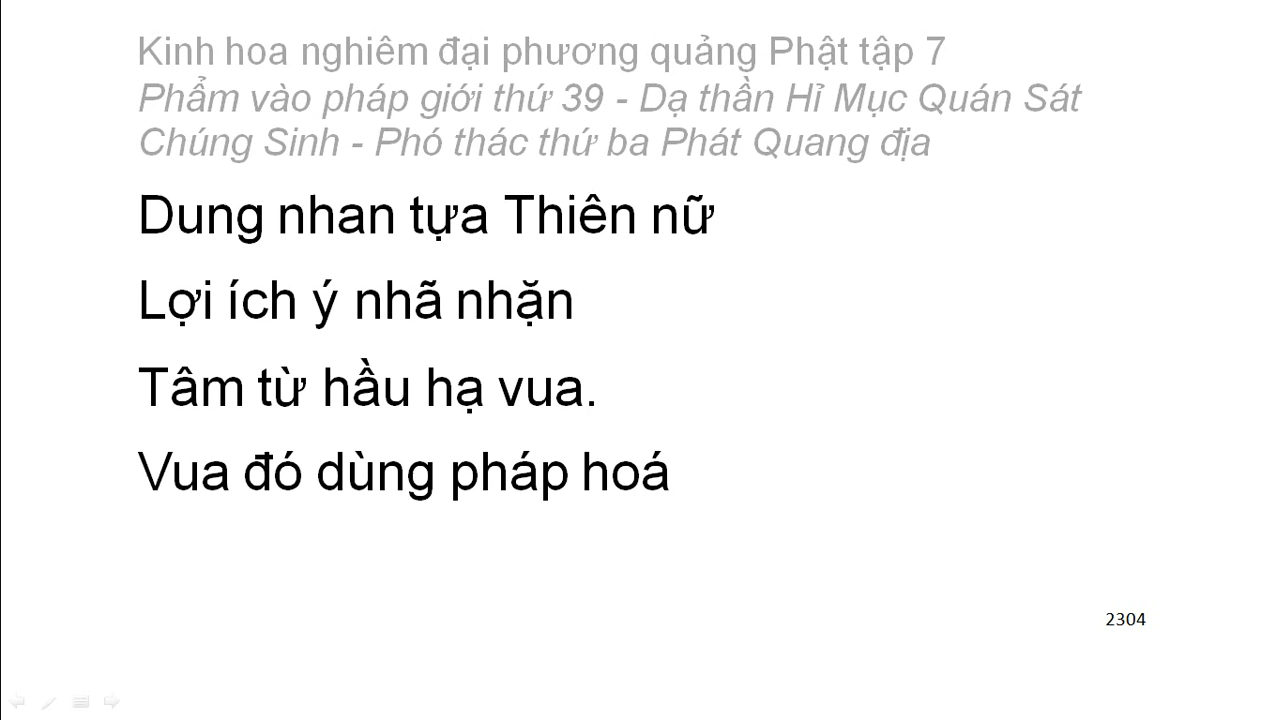 Kinh hoa nghiêm đại phương quảng Phật tập 7
Phẩm vào pháp giới thứ 39 - Dạ thần Hỉ Mục Quán Sát
Chúng Sinh - Phó thác thứ ba Phát Quang địa
Dung nhan tựa Thiên nữ
Lợi ích ý nhã nhặn
Tâm từ hầu hạ vua.
Vua đó dùng pháp hoá
2304